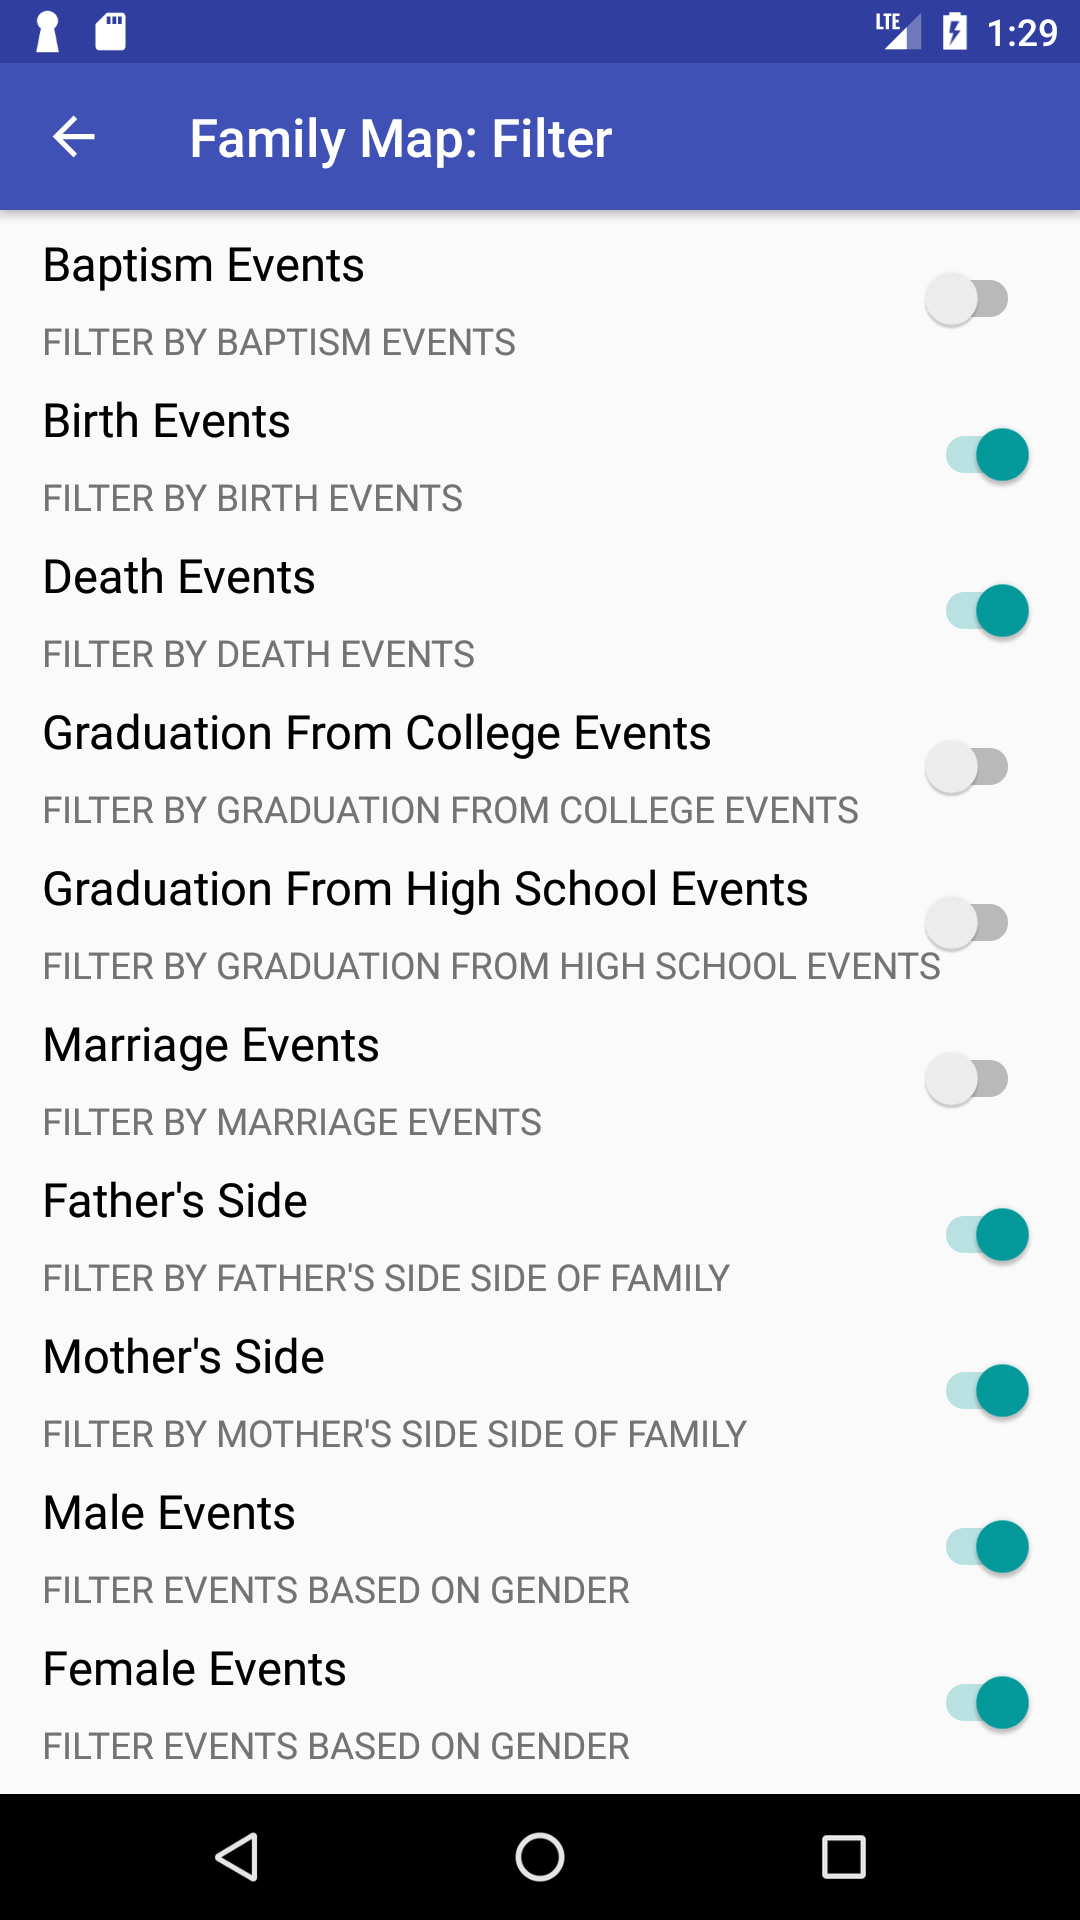 LTE 1:29
Family Map: Filter
Baptism Events
FILTER BY BAPTISM EVENTS
Birth Events
FILTER BY BIRTH EVENTS
Death Events
FILTER BY DEATH EVENTS
Graduation From College Events
FILTER BY GRADUATION FROM COLLEGE EVENTS
Graduation From High School Events
FILTER BY GRADUATION FROM HIGH SCHOOL EVENTS
Marriage Events
FILTER BY MARRIAGE EVENTS
Father's Side
FILTER BY FATHER'S SIDE SIDE OF FAMILY
Mother's Side
FILTER BY MOTHER'S SIDE SIDE OF FAMILY
Male Events
FILTER EVENTS BASED ON GENDER
Female Events
FILTER EVENTS BASED ON GENDER